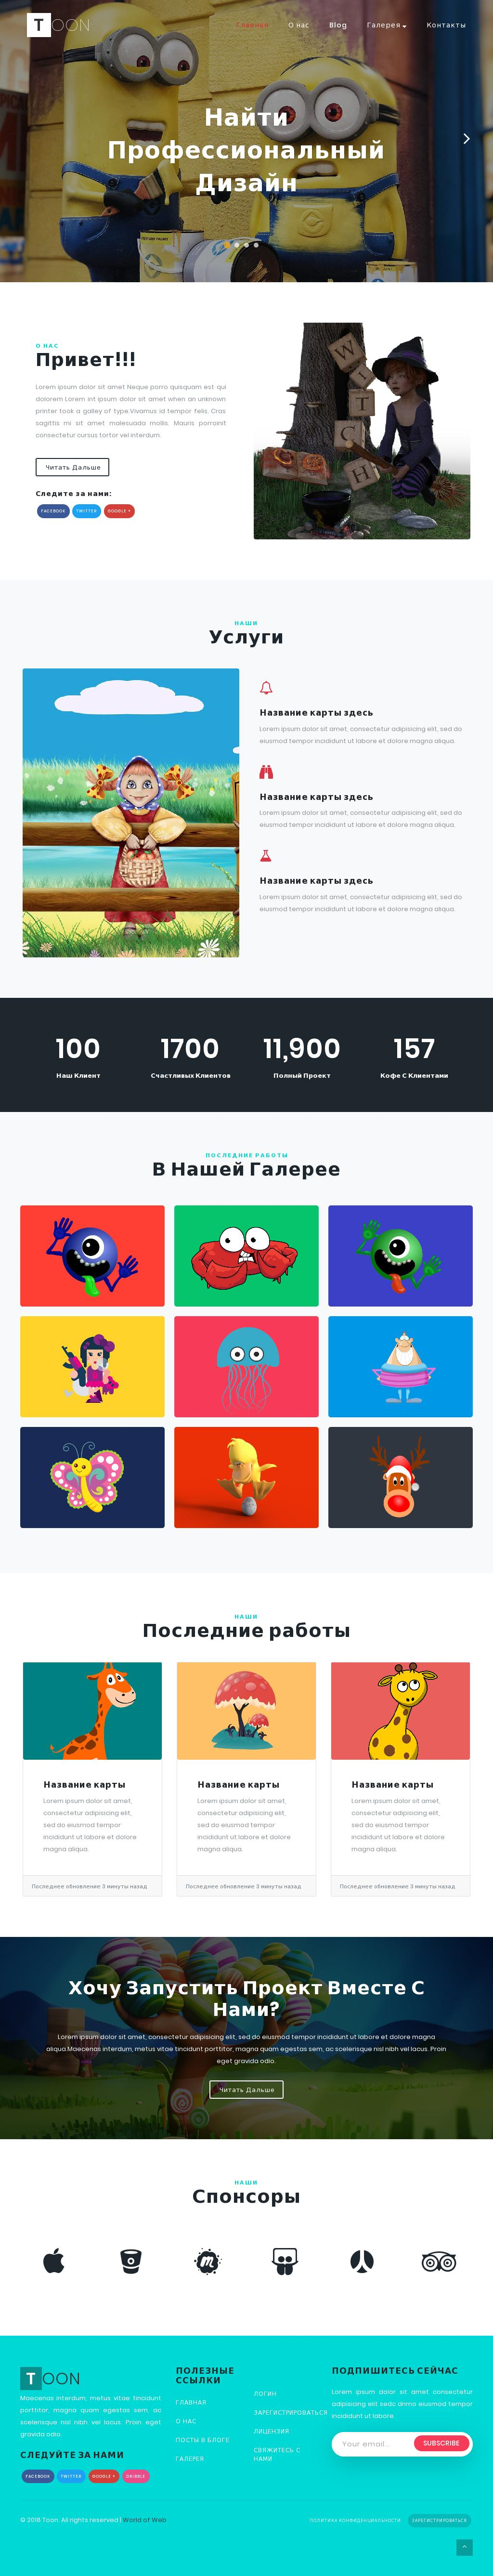 TOON
Главная О нас Blog Галерея Контакты
Найти
Профессиональный
Дизайн
О НАС
Привет!!!
Lorem ipsum dolor sit amet Neque porro quisquam est qui
dolorem Lorem int ipsum dolor sit amet when an unknown
printer took a galley of type.Vivamus id tempor felis. Cras
sagittis mi sit amet malesuada mollis. Mauris porroinit
consectetur cursus tortor vel interdum.
Читать Дальше
Следите за нами:
FACEBOOK TWITTER GOOGLE +
WITCH
НАШИ
Услуги
Название карты здесь
Lorem ipsum dolor sit amet, consectetur adipisicing elit, sed do
eiusmod tempor incididunt ut labore et dolore magna aliqua.
Название карты здесь
Lorem ipsum dolor sit amet, consectetur adipisicing elit, sed do
eiusmod tempor incididunt ut labore et dolore magna aliqua.
Название карты здесь
Lorem ipsum dolor sit amet, consectetur adipisicing elit, sed do
eiusmod tempor incididunt ut labore et dolore magna aliqua.
100 1700 11,900 157
Наш Клиент Счастливых Клиентов Полный Проект Кофе С Клиентами
ПОСЛЕДНИЕ РАБОТЫ
В Нашей Галерее
НАШИ
Последние работы
Название карты
Lorem ipsum dolor sit amet,
consectetur adipisicing elit,
sed do eiusmod tempor
incididunt ut labore et dolore
magna aliqua.
Последнее обновление 3 минуты назад
Название карты
Lorem ipsum dolor sit amet,
consectetur adipisicing elit,
sed do eiusmod tempor
incididunt ut labore et dolore
magna aliqua.
Последнее обновление 3 минуты назад
Название карты
Lorem ipsum dolor sit amet,
consectetur adipisicing elit,
sed do eiusmod tempor
incididunt ut labore et dolore
magna aliqua.
Последнее обновление 3 минуты назад
Хочу Запустить Проект Вместе С
Нами?
Lorem ipsum dolor sit amet, consectetur adipisicing elit, sed do eiusmod tempor incididunt ut labore et dolore magna
aliqua.Maecenas interdum, metus vitae tincidunt porttitor, magna quam egestas sem, ac scelerisque nisl nibh vel lacus. Proin
eget gravida odio.
Читать Дальше
НАШИ
Спонсоры
TOON
Maecenas interdum, metus vitae tincidunt
porttitor, magna quam egestas sem, ac
scelerisque nisl nibh vel lacus. Proin eget
gravida odio.
СЛЕДУЙТЕ ЗА НАМИ
FACEBOOK TWITTER GOOGLE + DRIBBLE
ПОЛЕЗНЫЕ
ССЫЛКИ
ГЛАВНАЯ
О НАС
ПОСТЫ В БЛОГЕ
ГАЛЕРЕЯ
ЛОГИН
ЗАРЕГИСТРИРОВАТЬСЯ
ЛИЦЕНЗИЯ
СВЯЖИТЕСЬ С
НАМИ
ПОДПИШИТЕСЬ СЕЙЧАС
Lorem ipsum dolor sit amet consectetur
adipisicing elit sedc dnmo eiusmod tempor
incididunt ut labore.
Your email... SUBSCRIBE
© 2018 Toon. All rights reserved | World of Web
ПОЛИТИКА КОНФИДЕНЦИАЛЬНОСТИ ЗАРЕГИСТРИРОВАТЬСЯ